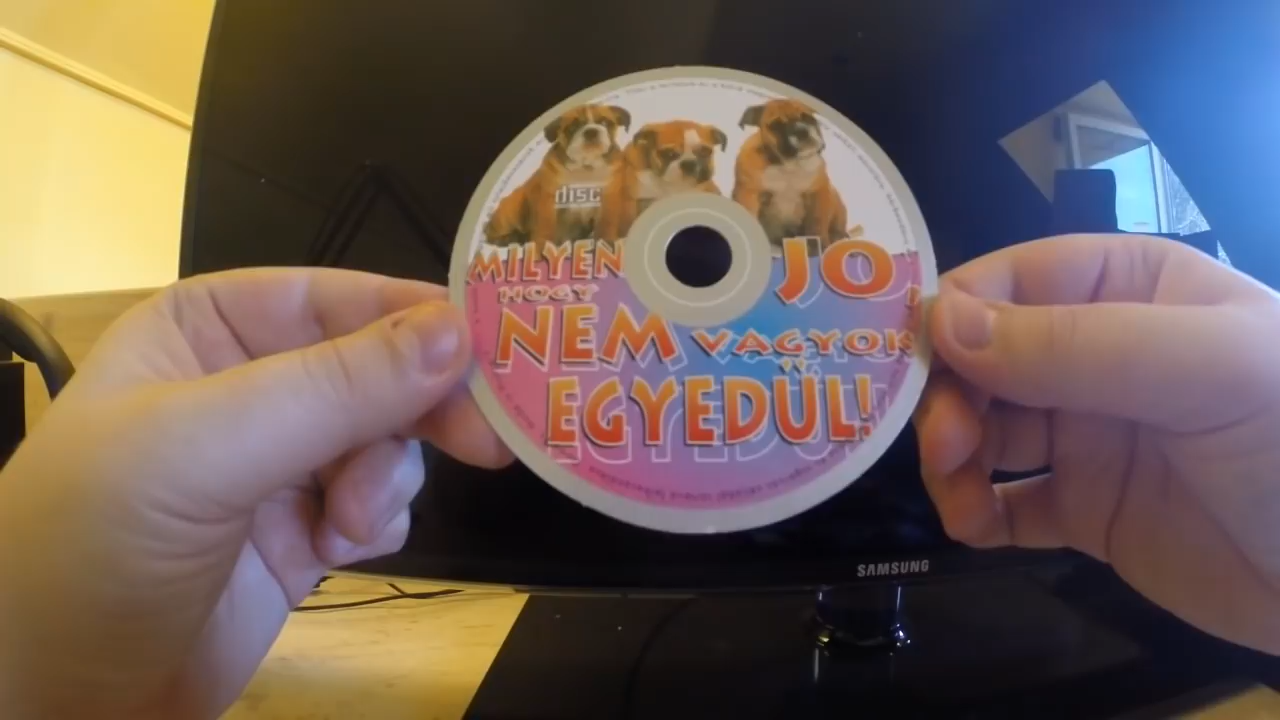 disc
MILYEN JÓ,
HOGY
NEM VAGYOK
EGYEDÜL!
SAMSUNG